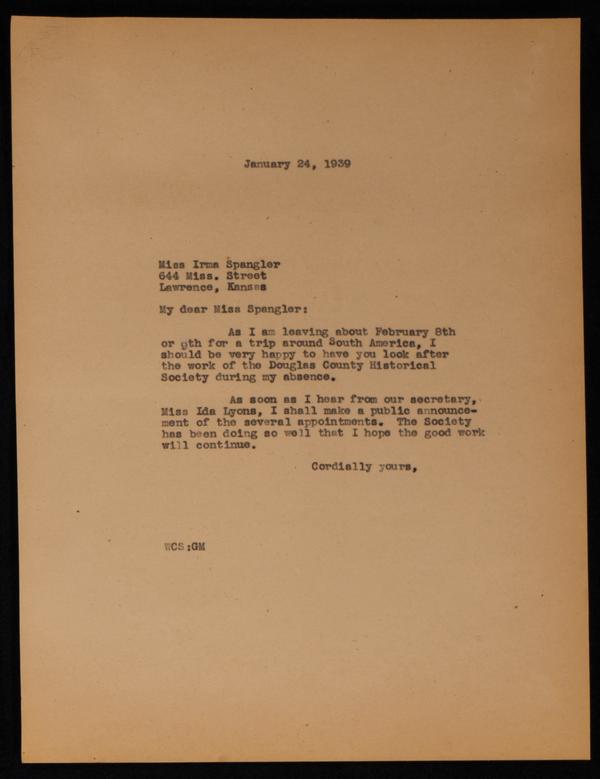 January 24, 1939
Miss Irma Spangler
644 Miss. Street
Lawrence, Kansas
My dear Miss Spangler:
As I am leaving about February 8th
or 9th for a trip around South America, I
should be very happy to have you look after
the work of the Douglas County Historical
Society during my absence.
As soon as I hear from our secretary,
Miss Ida Lyons, I shall make a public announce-
ment of the several appointments. The Society
has been doing so well that I hope the good work
will continue.
Cordially yours,
WCS:GM